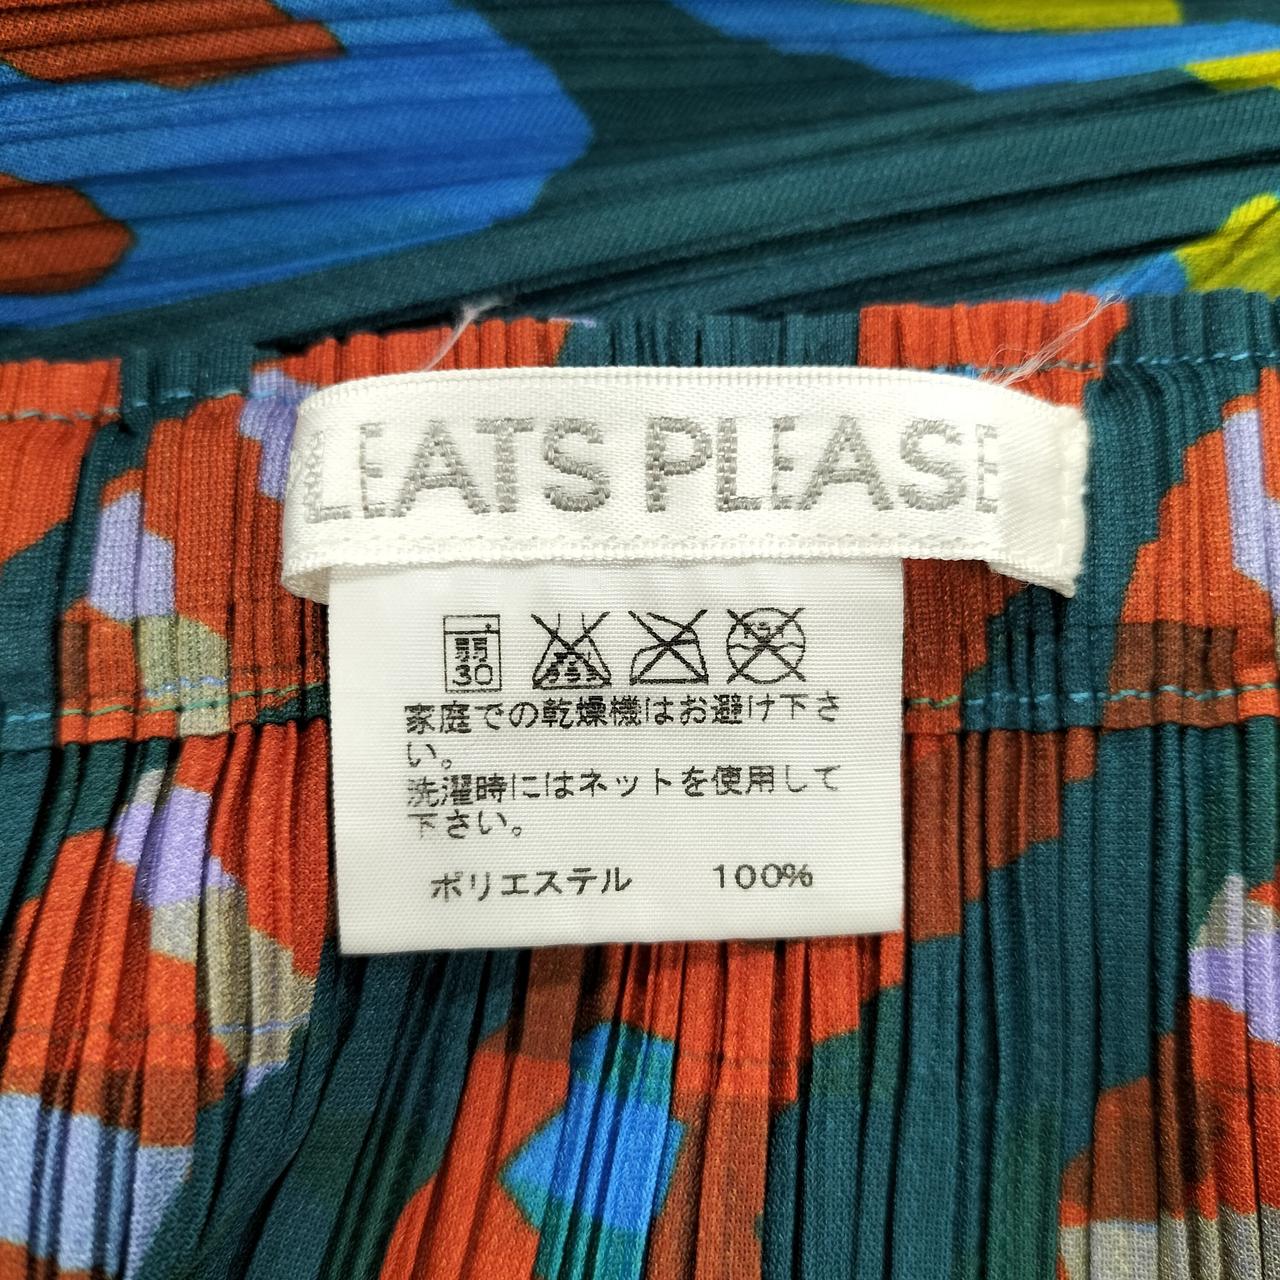 LEATS PLEASE
弱
30
家庭での乾燥機はお避け下さ
い。
洗濯時にはネットを使用して
下さい。
ポリエステル 100%